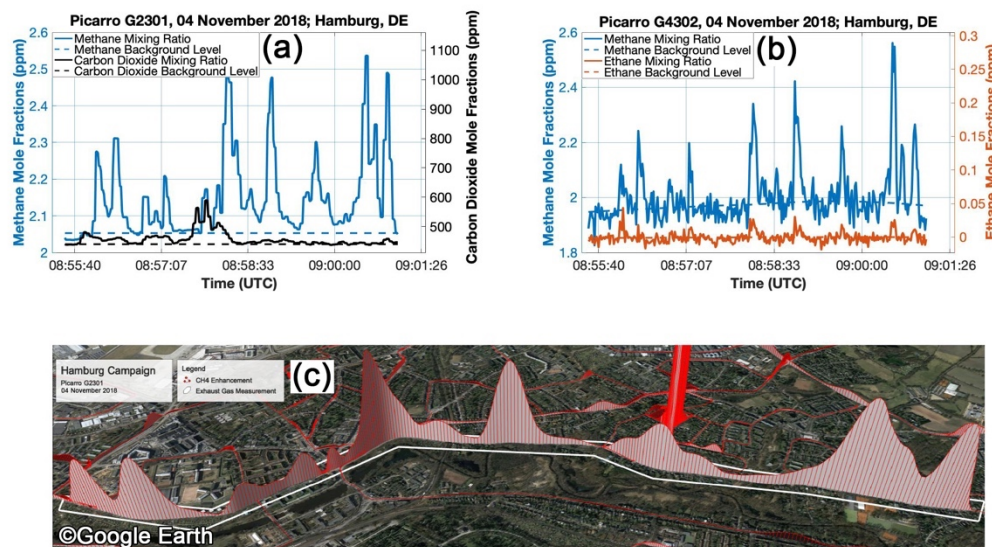 Picarro G2301, 04 November 2018; Hamburg, DE
(a)
Methane Mixing Ratio
Methane Background Level
Carbon Dioxide Mixing Ratio
Carbon Dioxide Background Level
Methane Mole Fractions (ppm)
2.6
2.5
2.4
2.3
2.2
2.1
2
Carbon Dioxide Mole Fractions (ppm)
1100
1000
900
800
700
600
500
08:55:40 08:57:07 08:58:33 09:00:00 09:01:26
Time (UTC)
Picarro G4302, 04 November 2018; Hamburg, DE
(b)
Methane Mixing Ratio
Methane Background Level
Ethane Mixing Ratio
Ethane Background Level
Methane Mole Fractions (ppm)
2.6
2.4
2.2
2
1.8
Ethane Mole Fractions (ppm)
0.3
0.25
0.2
0.15
0.1
0.05
0
08:55:40 08:57:07 08:58:33 09:00:00 09:01:26
Time (UTC)
Hamburg Campaign
Picarro G2301
04 November 2018
Legend
CH4 Enhancement
Exhaust Gas Measurement
(c)
©Google Earth